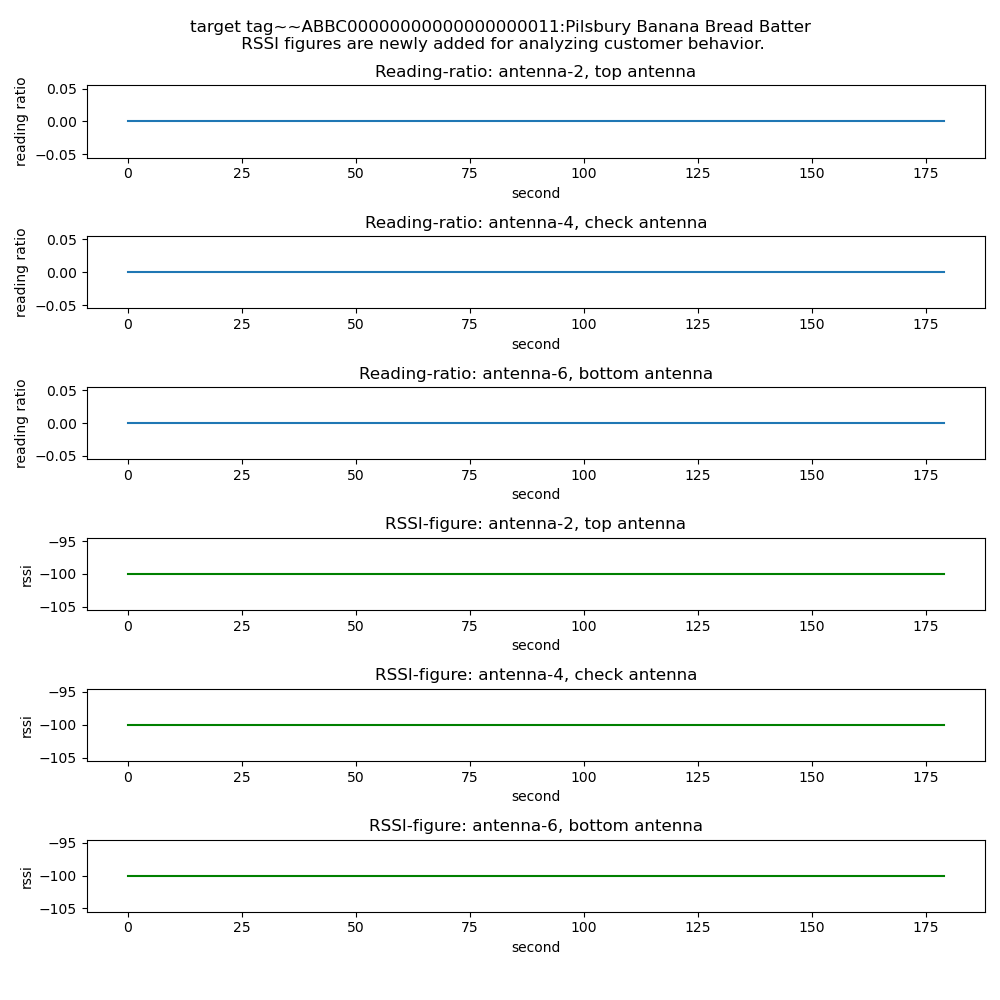 target tag~~ABBC00000000000000000011:Pilsbury Banana Bread Batter
RSSI figures are newly added for analyzing customer behavior.
Reading-ratio: antenna-2, top antenna
reading ratio
0.05
0.00
−0.05
0 25 50 75 100 125 150 175
second
Reading-ratio: antenna-4, check antenna
reading ratio
0.05
0.00
−0.05
0 25 50 75 100 125 150 175
second
Reading-ratio: antenna-6, bottom antenna
reading ratio
0.05
0.00
−0.05
0 25 50 75 100 125 150 175
second
RSSI-figure: antenna-2, top antenna
rssi
−95
−100
−105
0 25 50 75 100 125 150 175
second
RSSI-figure: antenna-4, check antenna
rssi
−95
−100
−105
0 25 50 75 100 125 150 175
second
RSSI-figure: antenna-6, bottom antenna
rssi
−95
−100
−105
0 25 50 75 100 125 150 175
second